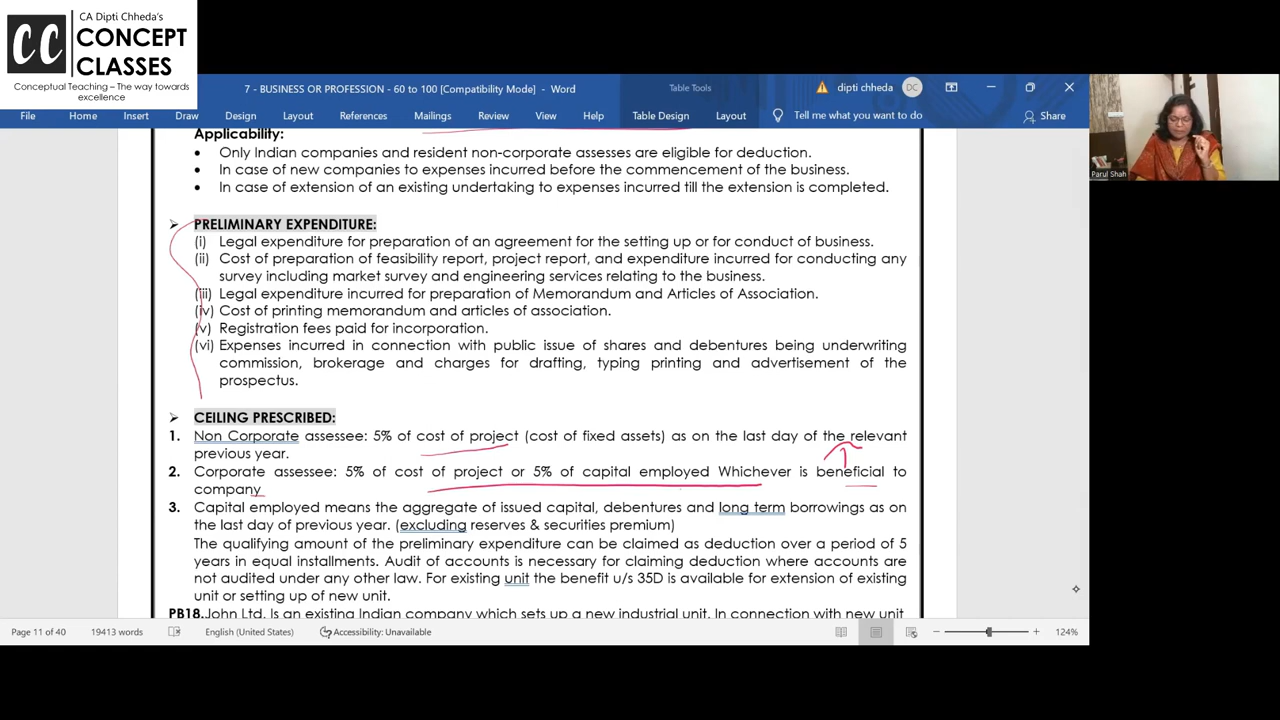 CA Dipti Chheda's
CC CONCEPT
CLASSES
Conceptual Teaching – The way towards
excellence
7 - BUSINESS OR PROFESSION - 60 to 100 [Compatibility Mode] - Word
Table Tools
dipti chheda
DC
File Home Insert Draw Design Layout References Mailings Review View Help Table Design Layout Tell me what you want to do Share
Applicability:
• Only Indian companies and resident non-corporate assesses are eligible for deduction.
• In case of new companies to expenses incurred before the commencement of the business.
• In case of extension of an existing undertaking to expenses incurred till the extension is completed.
PRELIMINARY EXPENDITURE:
(i) Legal expenditure for preparation of an agreement for the setting up or for conduct of business.
(ii) Cost of preparation of feasibility report, project report, and expenditure incurred for conducting any
survey including market survey and engineering services relating to the business.
(iii) Legal expenditure incurred for preparation of Memorandum and Articles of Association.
(iv) Cost of printing memorandum and articles of association.
(v) Registration fees paid for incorporation.
(vi) Expenses incurred in connection with public issue of shares and debentures being underwriting
commission, brokerage and charges for drafting, typing printing and advertisement of the
prospectus.
CEILING PRESCRIBED:
1. Non Corporate assessee: 5% of cost of project (cost of fixed assets) as on the last day of the relevant
previous year.
2. Corporate assessee: 5% of cost of project or 5% of capital employed Whichever is beneficial to
company
3. Capital employed means the aggregate of issued capital, debentures and long term borrowings as on
the last day of previous year. (excluding reserves & securities premium)
The qualifying amount of the preliminary expenditure can be claimed as deduction over a period of 5
years in equal installments. Audit of accounts is necessary for claiming deduction where accounts are
not audited under any other law. For existing unit the benefit u/s 35D is available for extension of existing
unit or setting up of new unit.
PB18. John Ltd. Is an existing Indian company which sets up a new industrial unit. In connection with new unit
Page 11 of 40 19413 words English (United States) Accessibility: Unavailable 124%
Parul Shah